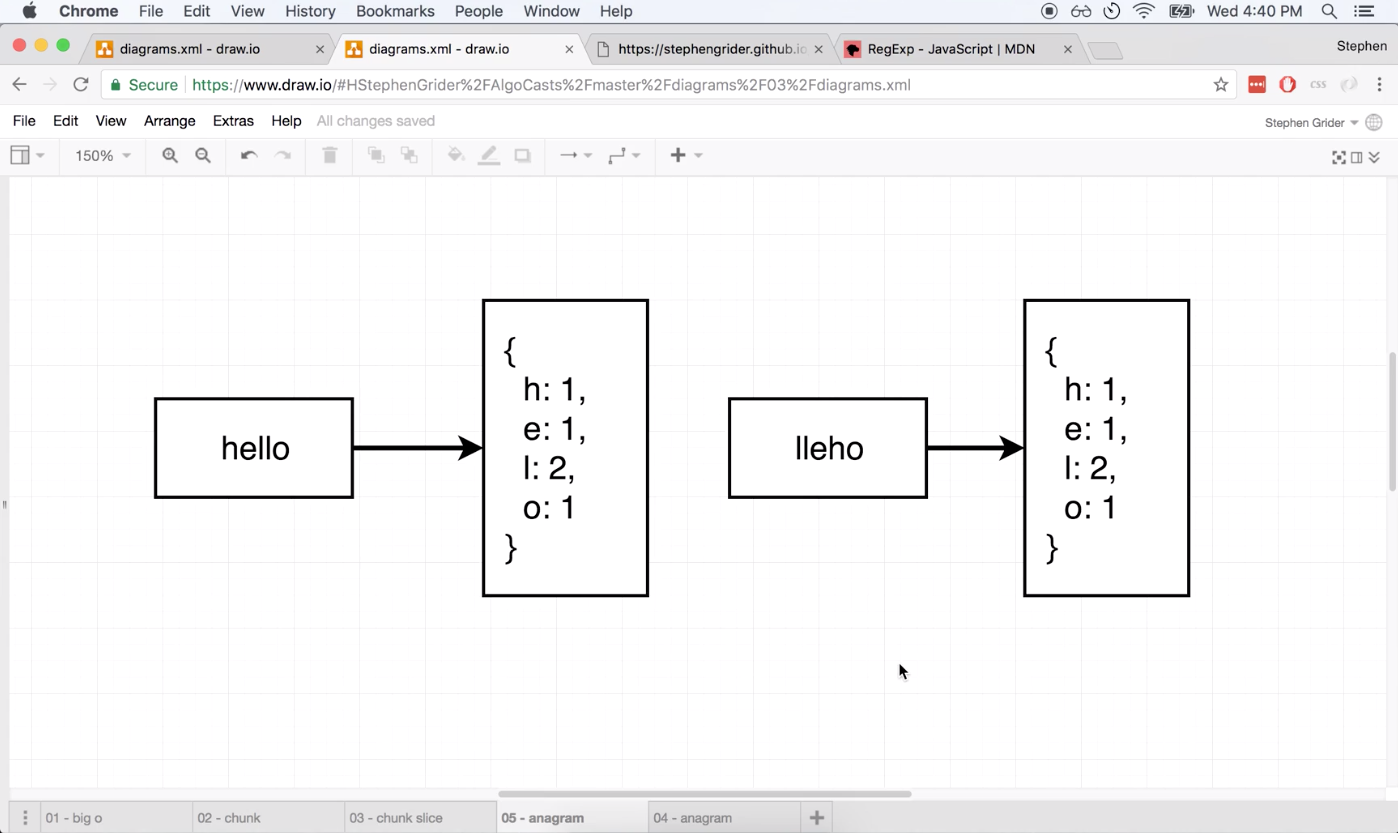 Chrome File Edit View History Bookmarks People Window Help Wed 4:40 PM
diagrams.xml - draw.io diagrams.xml - draw.io https://stephengrider.github.io RegExp - JavaScript | MDN Stephen
Secure https://www.draw.io/#HStephenGrider%2FAlgoCasts%2Fmaster%2Fdiagrams%2F03%2Fdiagrams.xml CSS
File Edit View Arrange Extras Help All changes saved Stephen Grider
150%
hello
{
h: 1,
e: 1,
l: 2,
o: 1
}
lleho
{
h: 1,
e: 1,
l: 2,
o: 1
}
01 - big o 02 - chunk 03 - chunk slice 05 - anagram 04 - anagram